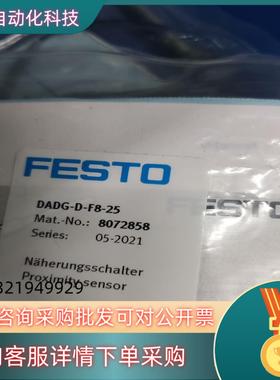 自动化科技
FESTO
DADG-D-F8-25
Mat.-No.: 8072858
Series: 05-2021
Näherungsschalter
Proximity sensor
FESTO
821949929
咨询采购批发可对公开票
客服详情下单采购